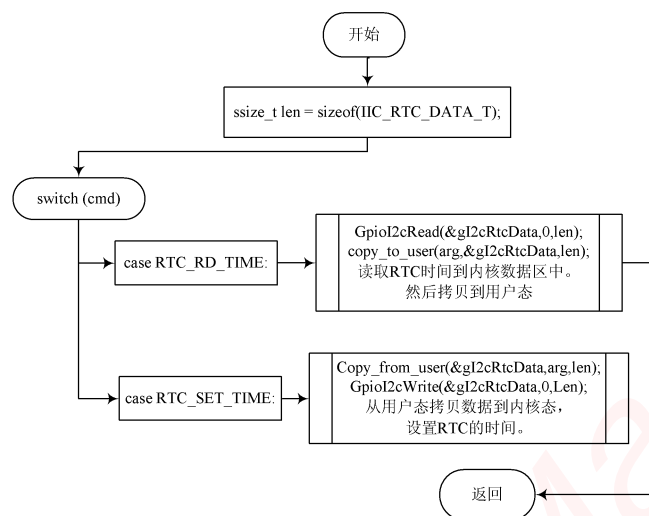 开始
ssize_t len = sizeof(IIC_RTC_DATA_T);
switch (cmd)
case RTC_RD_TIME:
GpioI2cRead(&gI2cRtcData,0,len);
copy_to_user(arg,&gI2cRtcData,len);
读取RTC时间到内核数据区中。
然后拷贝到用户态
case RTC_SET_TIME:
Copy_from_user(&gI2cRtcData,arg,len);
GpioI2cWrite(&gI2cRtcData,0,Len);
从用户态拷贝数据到内核态，
设置RTC的时间。
返回